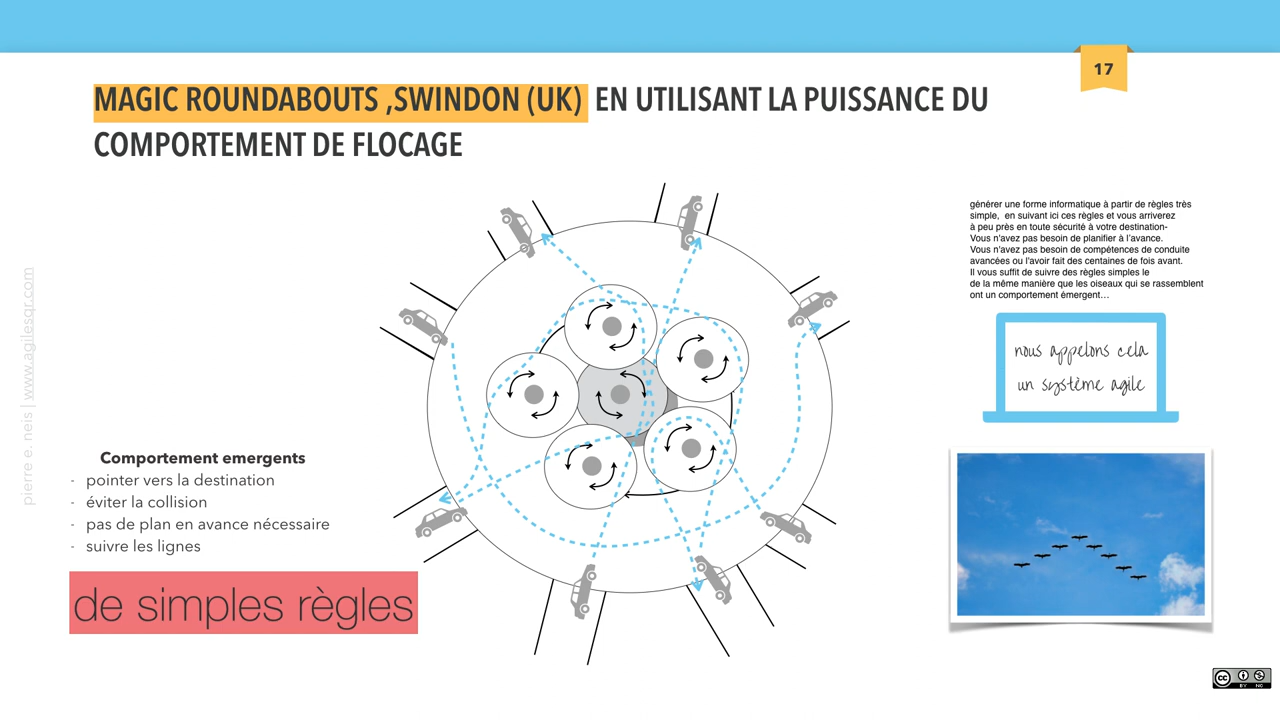 17
MAGIC ROUNDABOUTS ,SWINDON (UK) EN UTILISANT LA PUISSANCE DU
COMPORTEMENT DE FLOCAGE
générer une forme informatique à partir de règles très
simple, en suivant ici ces règles et vous arriverez
à peu près en toute sécurité à votre destination-
Vous n'avez pas besoin de planifier à l'avance.
Vous n'avez pas besoin de compétences de conduite
avancées ou l'avoir fait des centaines de fois avant.
Il vous suffit de suivre des règles simples le
de la même manière que les oiseaux qui se rassemblent
ont un comportement émergent…
nous appelons cela
un système agile
Comportement emergents
- pointer vers la destination
- éviter la collision
- pas de plan en avance nécessaire
- suivre les lignes
de simples règles
pierre e. neis | www.agilesqr.com
cc
BY NC